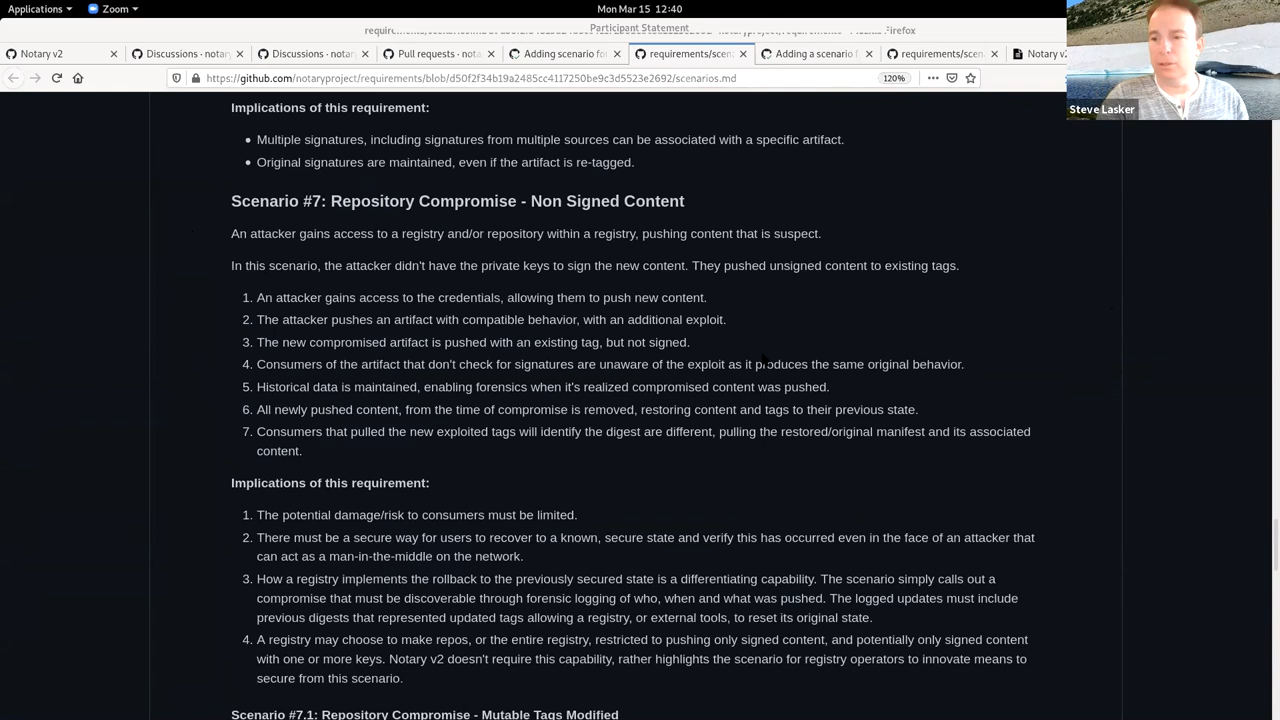 Applications
Zoom
Mon Mar 15 12:40
Participant Statement
Notary v2
Discussions · notar
Discussions · notar
Pull requests · nota
Adding scenario fo
requirements/scen
Adding a scenario f
requirements/scen
Notary v
https://github.com/notaryproject/requirements/blob/d50f2f34b19a2485cc4117250be9c3d5523e2692/scenarios.md
120%
Steve Lasker
Implications of this requirement:
Multiple signatures, including signatures from multiple sources can be associated with a specific artifact.
Original signatures are maintained, even if the artifact is re-tagged.
Scenario #7: Repository Compromise - Non Signed Content
An attacker gains access to a registry and/or repository within a registry, pushing content that is suspect.
In this scenario, the attacker didn't have the private keys to sign the new content. They pushed unsigned content to existing tags.
1. An attacker gains access to the credentials, allowing them to push new content.
2. The attacker pushes an artifact with compatible behavior, with an additional exploit.
3. The new compromised artifact is pushed with an existing tag, but not signed.
4. Consumers of the artifact that don't check for signatures are unaware of the exploit as it produces the same original behavior.
5. Historical data is maintained, enabling forensics when it's realized compromised content was pushed.
6. All newly pushed content, from the time of compromise is removed, restoring content and tags to their previous state.
7. Consumers that pulled the new exploited tags will identify the digest are different, pulling the restored/original manifest and its associated
content.
Implications of this requirement:
1. The potential damage/risk to consumers must be limited.
2. There must be a secure way for users to recover to a known, secure state and verify this has occurred even in the face of an attacker that
can act as a man-in-the-middle on the network.
3. How a registry implements the rollback to the previously secured state is a differentiating capability. The scenario simply calls out a
compromise that must be discoverable through forensic logging of who, when and what was pushed. The logged updates must include
previous digests that represented updated tags allowing a registry, or external tools, to reset its original state.
4. A registry may choose to make repos, or the entire registry, restricted to pushing only signed content, and potentially only signed content
with one or more keys. Notary v2 doesn't require this capability, rather highlights the scenario for registry operators to innovate means to
secure from this scenario.
Scenario #7.1: Repository Compromise - Mutable Tags Modified